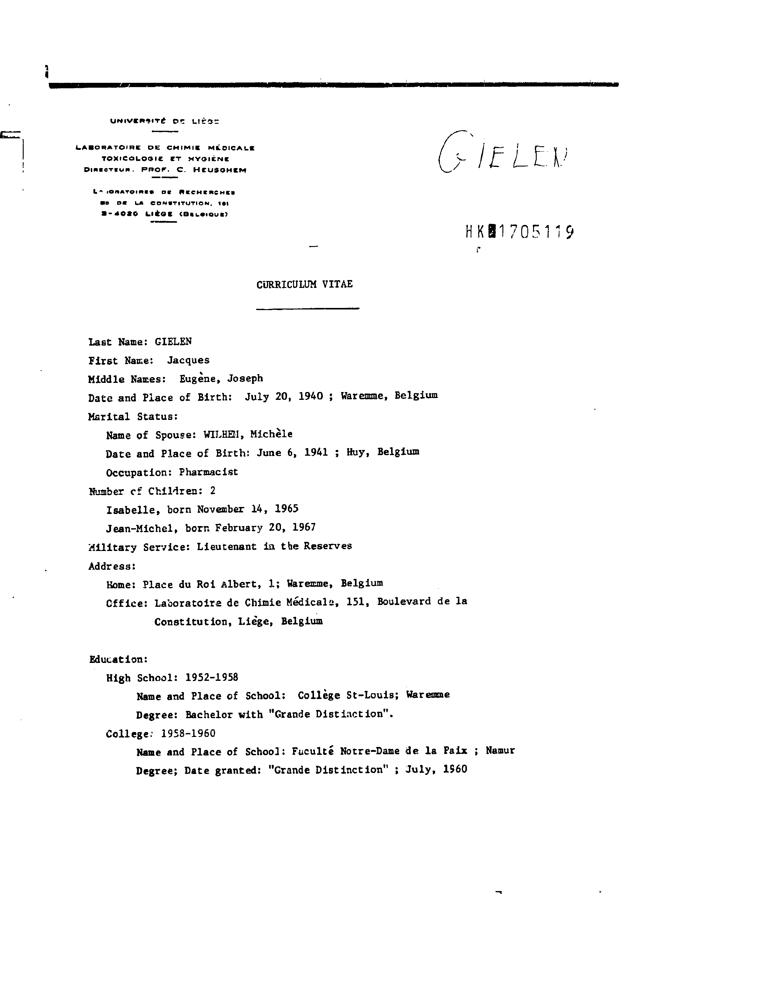 UNIVERSITÉ DE LIÈGE
LABORATOIRE DE CHIMIE MÉDICALE
TOXICOLOGIE ET HYGIÈNE
DIRECTEUR. PROF. C. HEUSGHEM
LABORATOIRES DE RECHERCHES
BD DE LA CONSTITUTION, 151
B-4020 LIÈGE (BELGIQUE)
GIELEN
HK 1705119
CURRICULUM VITAE
Last Name: GIELEN
First Name: Jacques
Middle Names: Eugène, Joseph
Date and Place of Birth: July 20, 1940 ; Waremme, Belgium
Marital Status:
Name of Spouse: WILHEM, Michèle
Date and Place of Birth: June 6, 1941 ; Huy, Belgium
Occupation: Pharmacist
Number of Children: 2
Isabelle, born November 14, 1965
Jean-Michel, born February 20, 1967
Military Service: Lieutenant in the Reserves
Address:
Home: Place du Roi Albert, 1; Waremme, Belgium
Office: Laboratoire de Chimie Médicale, 151, Boulevard de la
Constitution, Liège, Belgium
Education:
High School: 1952-1958
Name and Place of School: Collège St-Louis; Waremme
Degree: Bachelor with "Grande Distinction".
College: 1958-1960
Name and Place of School: Faculté Notre-Dame de la Paix ; Namur
Degree; Date granted: "Grande Distinction" ; July, 1960